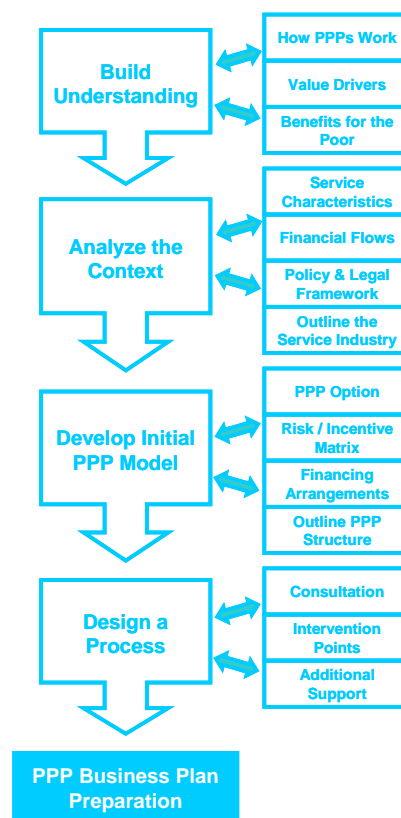 Build
Understanding
How PPPs Work
Value Drivers
Benefits for the
Poor
Analyze the
Context
Service
Characteristics
Financial Flows
Policy & Legal
Framework
Outline the
Service Industry
Develop Initial
PPP Model
PPP Option
Risk / Incentive
Matrix
Financing
Arrangements
Outline PPP
Structure
Design a
Process
Consultation
Intervention
Points
Additional
Support
PPP Business Plan
Preparation